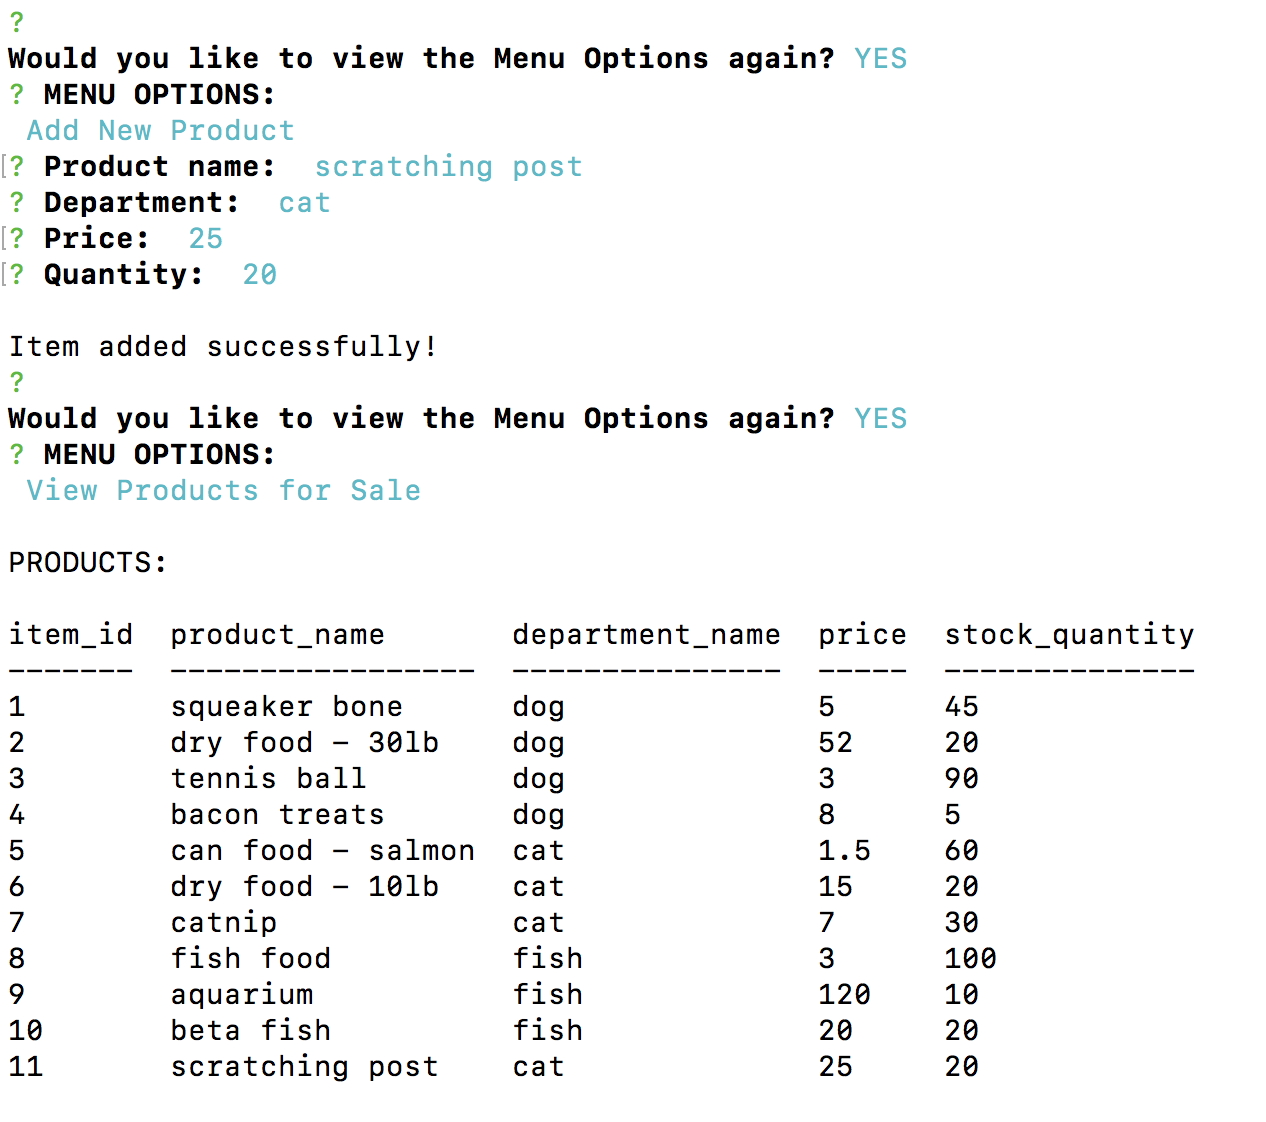 ?
Would you like to view the Menu Options again? YES
? MENU OPTIONS:
 Add New Product
[? Product name:  scratching post
? Department:  cat
[? Price:  25
[? Quantity:  20
Item added successfully!
?
Would you like to view the Menu Options again? YES
? MENU OPTIONS:
 View Products for Sale
PRODUCTS:
item_id  product_name       department_name  price  stock_quantity
-------  -----------------  ---------------  -----  --------------
1        squeaker bone      dog              5      45
2        dry food - 30lb    dog              52     20
3        tennis ball        dog              3      90
4        bacon treats       dog              8      5
5        can food - salmon  cat              1.5    60
6        dry food - 10lb    cat              15     20
7        catnip             cat              7      30
8        fish food          fish             3      100
9        aquarium           fish             120    10
10       beta fish          fish             20     20
11       scratching post    cat              25     20